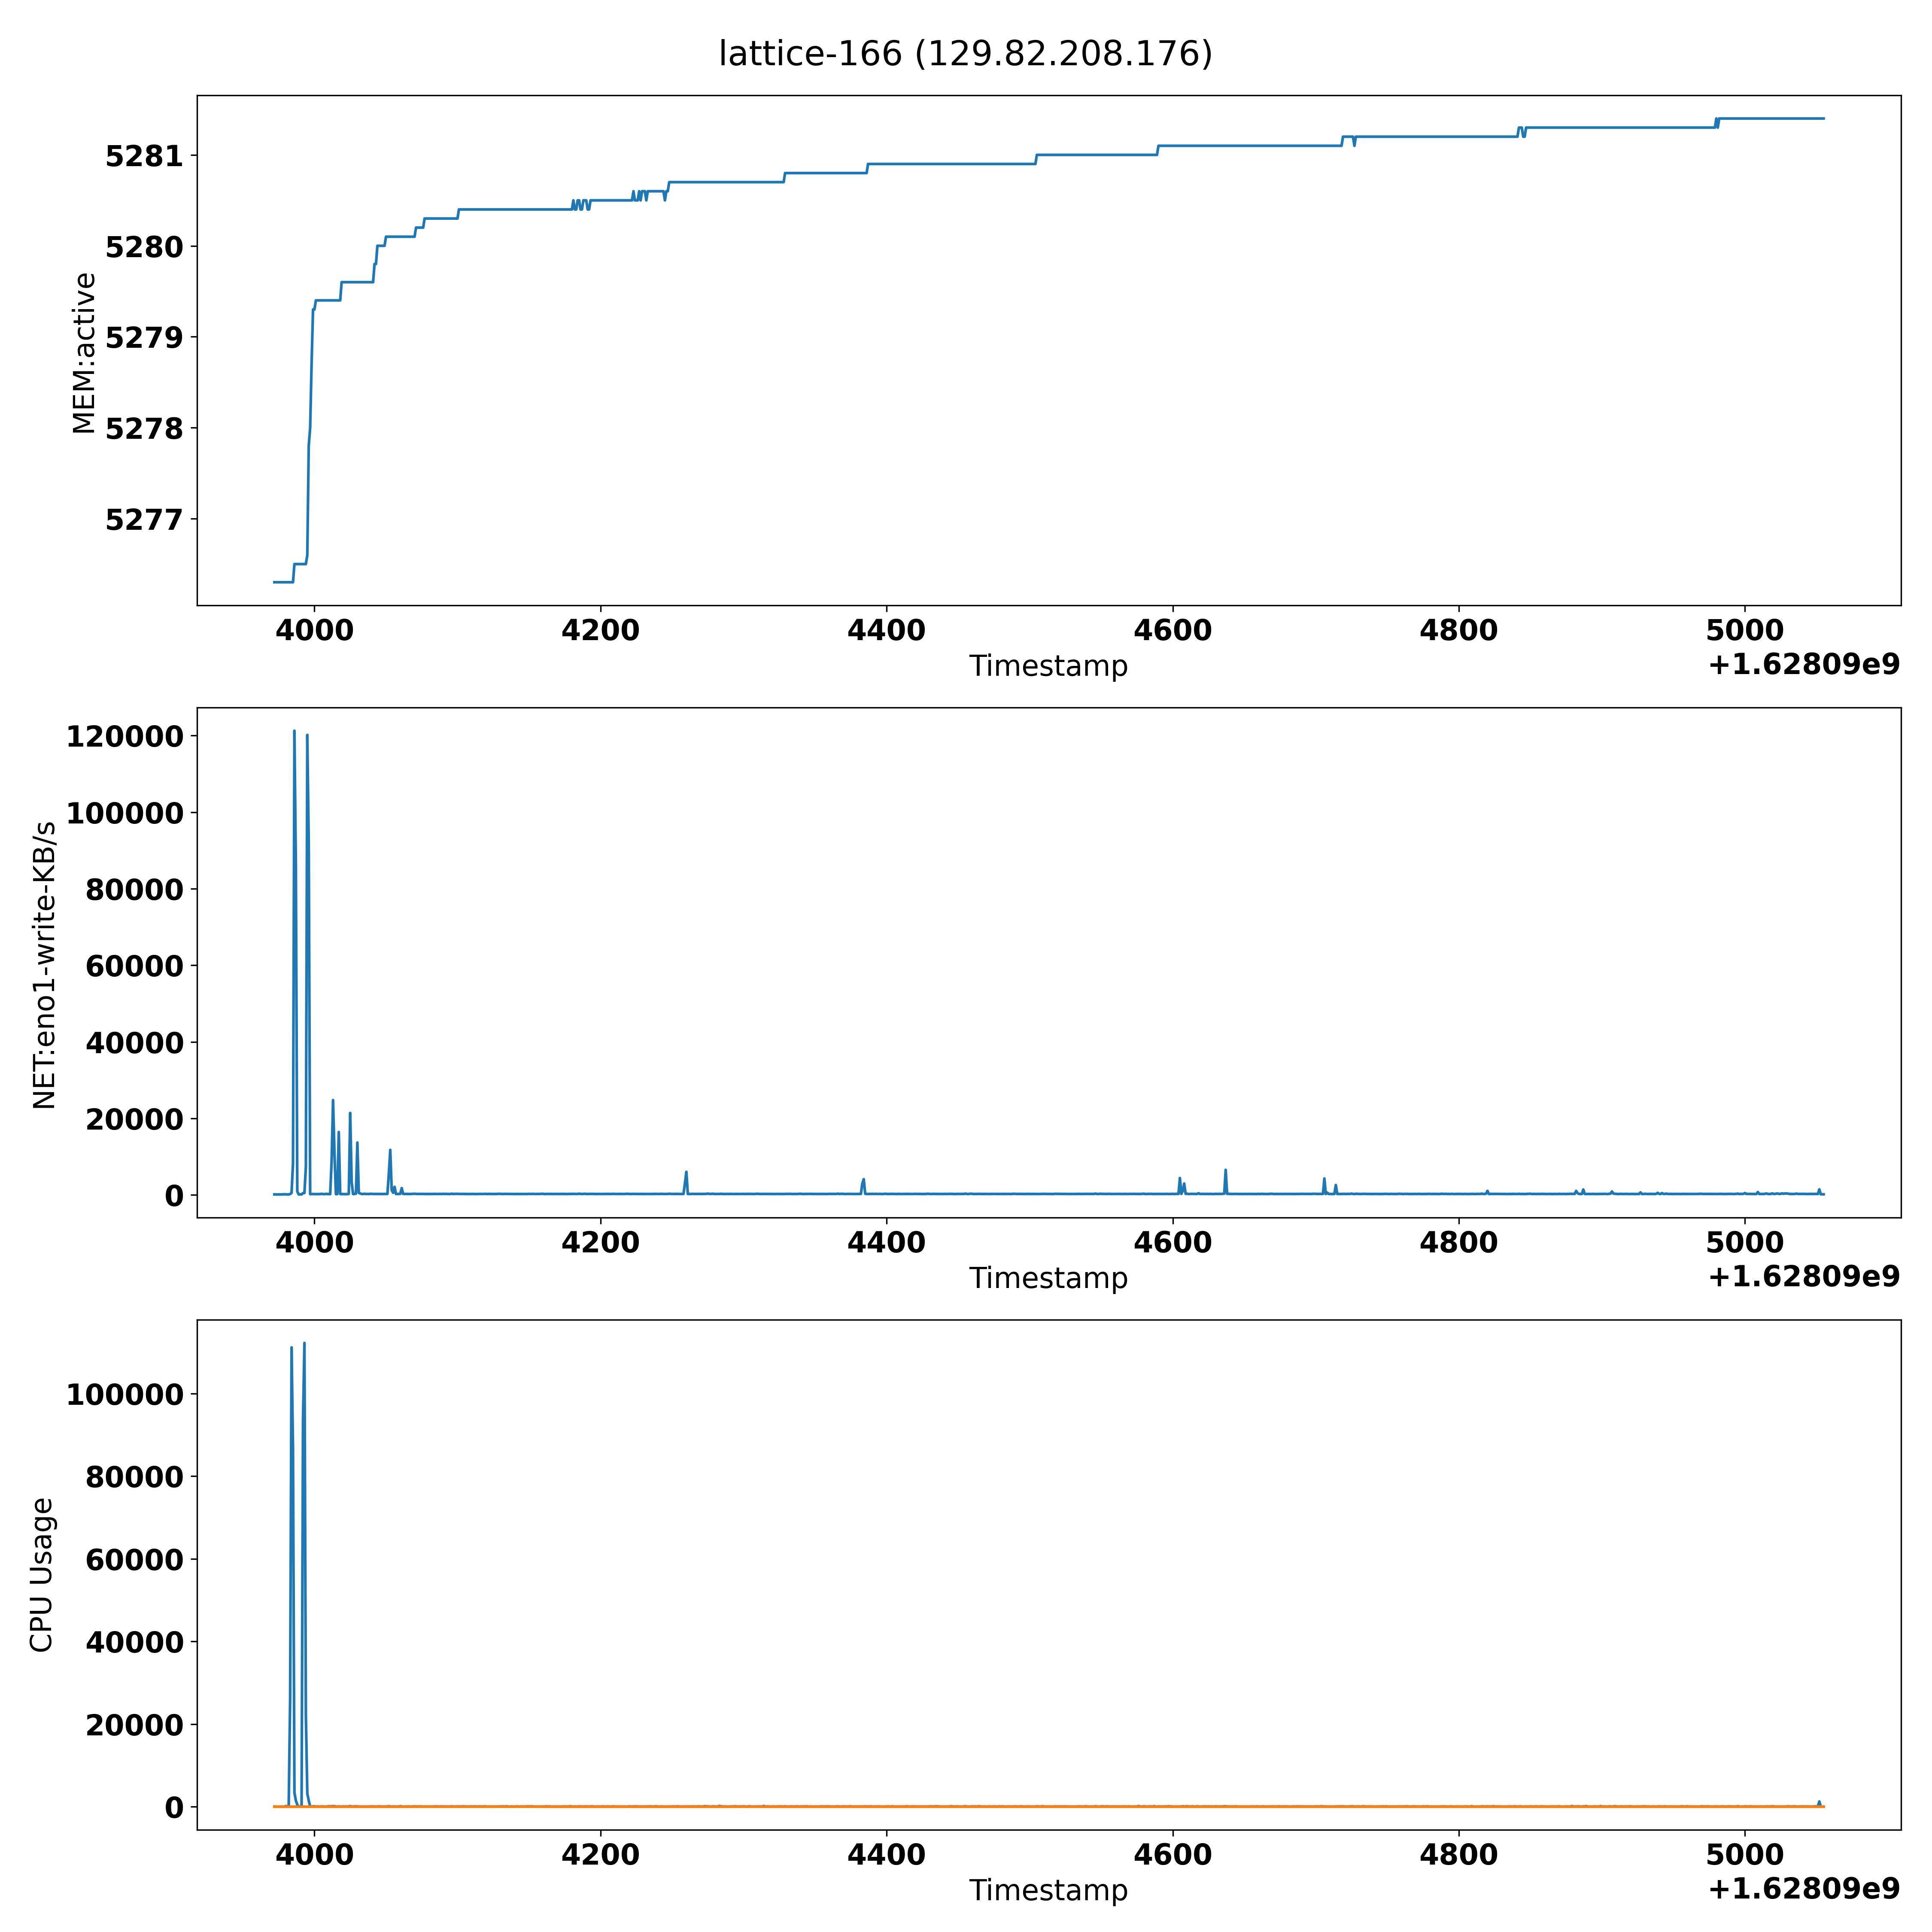 lattice-166 (129.82.208.176)
MEM:active
5281
5280
5279
5278
5277
4000 4200 4400 4600 4800 5000
Timestamp
+1.62809e9
NET:eno1-write-KB/s
120000
100000
80000
60000
40000
20000
0
4000 4200 4400 4600 4800 5000
Timestamp
+1.62809e9
CPU Usage
100000
80000
60000
40000
20000
0
4000 4200 4400 4600 4800 5000
Timestamp
+1.62809e9